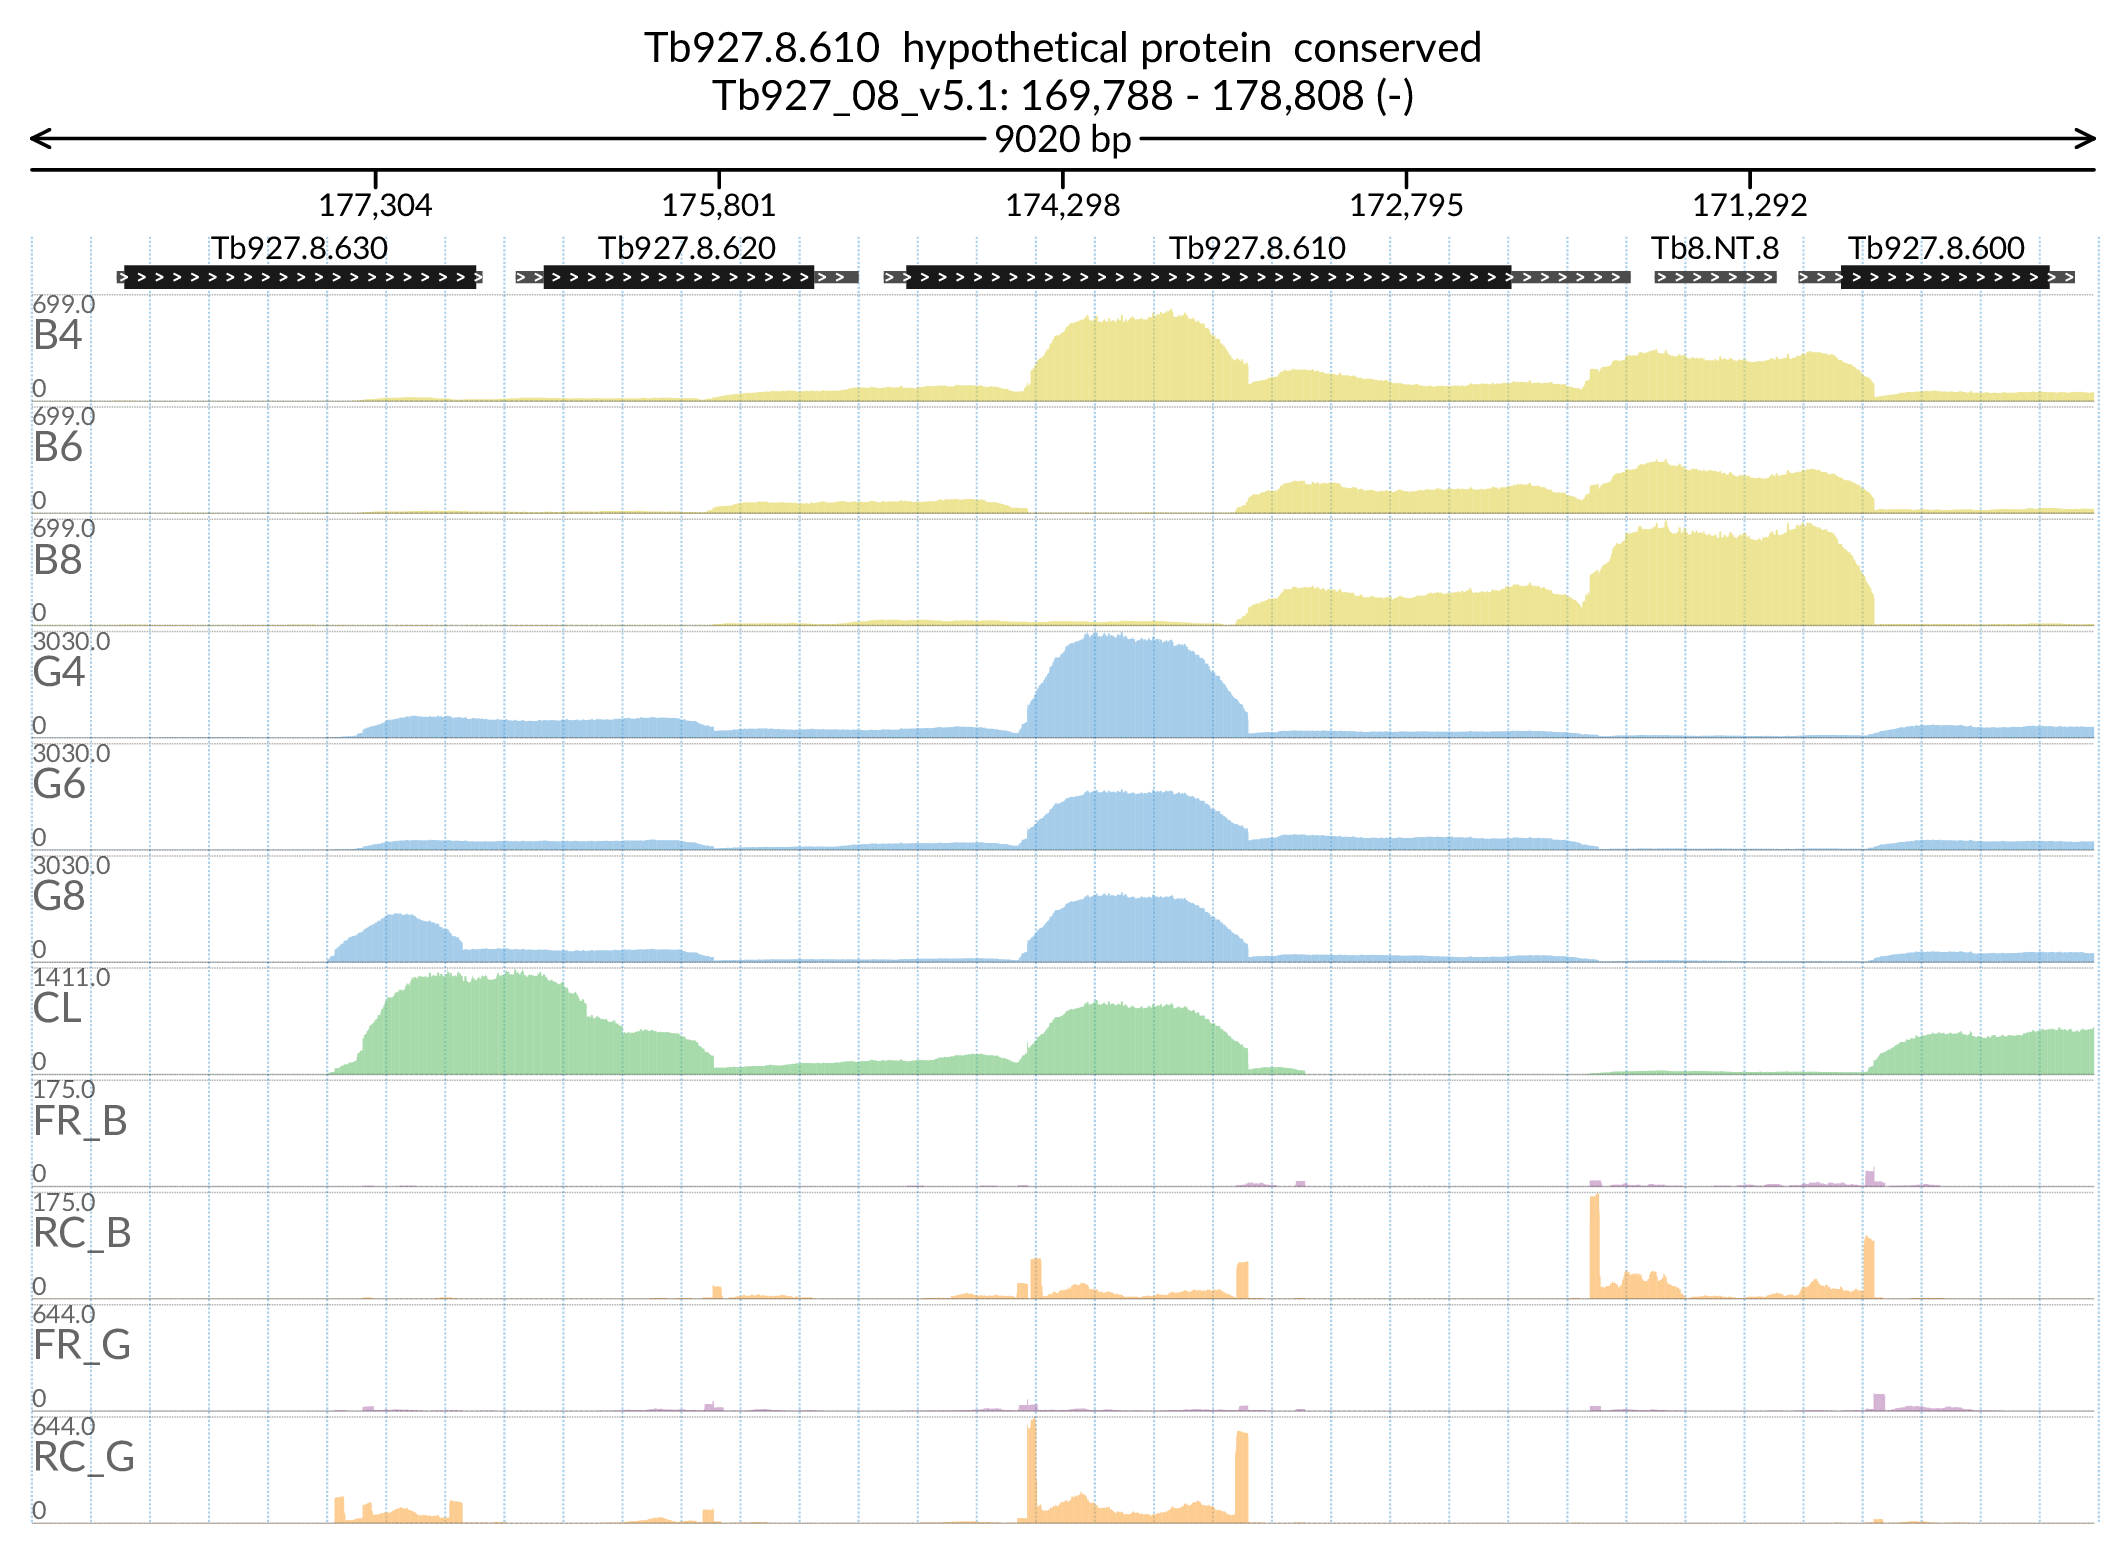 Tb927.8.610  hypothetical protein  conserved
Tb927_08_v5.1: 169,788 - 178,808 (-)
9020 bp
177,304 175,801 174,298 172,795 171,292
Tb927.8.630 Tb927.8.620 Tb927.8.610 Tb8.NT.8 Tb927.8.600
699.0
B4
0
699.0
B6
0
699.0
B8
0
3030.0
G4
0
3030.0
G6
0
3030.0
G8
0
1411.0
CL
0
175.0
FR_B
0
175.0
RC_B
0
644.0
FR_G
0
644.0
RC_G
0